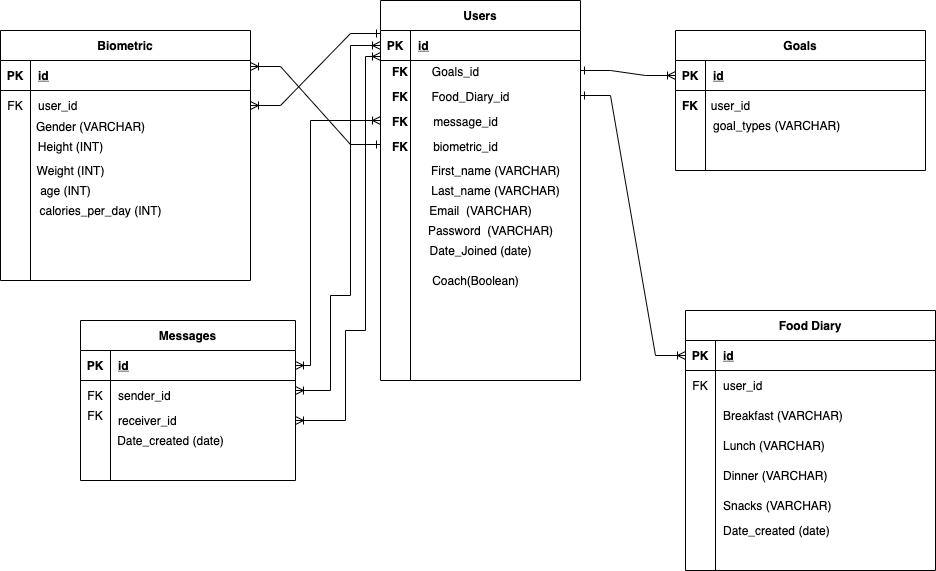 Biometric
PK id
FK user_id
Gender (VARCHAR)
Height (INT)
Weight (INT)
age (INT)
calories_per_day (INT)
Users
PK id
FK Goals_id
FK Food_Diary_id
FK message_id
FK biometric_id
First_name (VARCHAR)
Last_name (VARCHAR)
Email (VARCHAR)
Password (VARCHAR)
Date_Joined (date)
Coach(Boolean)
Goals
PK id
FK user_id
goal_types (VARCHAR)
Messages
PK id
FK sender_id
FK receiver_id
Date_created (date)
Food Diary
PK id
FK user_id
Breakfast (VARCHAR)
Lunch (VARCHAR)
Dinner (VARCHAR)
Snacks (VARCHAR)
Date_created (date)